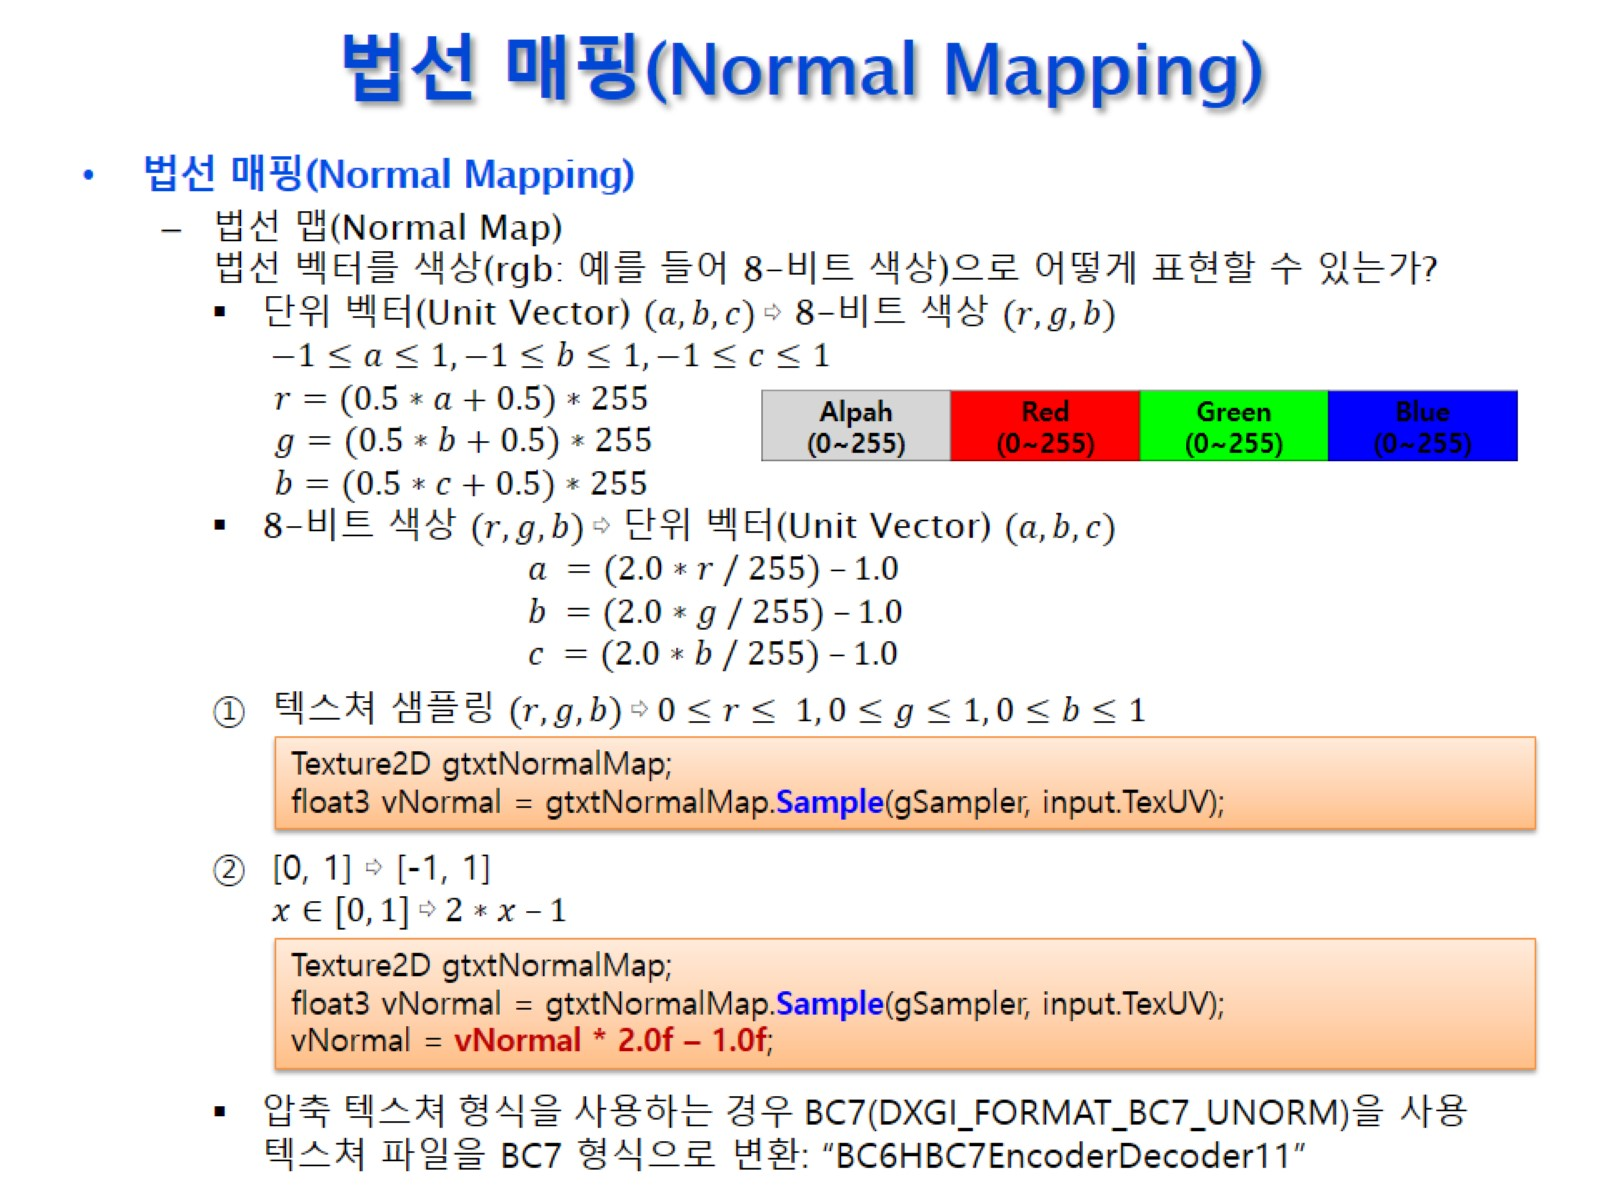 법선 매핑(Normal Mapping)
• 법선 매핑(Normal Mapping)
– 법선 맵(Normal Map)
법선 벡터를 색상(rgb: 예를 들어 8-비트 색상)으로 어떻게 표현할 수 있는가?
▪ 단위 벡터(Unit Vector) (a, b, c) ⇨ 8-비트 색상 (r, g, b)
−1 ≤ a ≤ 1, −1 ≤ b ≤ 1, −1 ≤ c ≤ 1
r = (0.5 ∗ a + 0.5) ∗ 255
g = (0.5 ∗ b + 0.5) ∗ 255
b = (0.5 ∗ c + 0.5) ∗ 255
Alpah Red Green Blue
(0~255) (0~255) (0~255) (0~255)
▪ 8-비트 색상 (r, g, b) ⇨ 단위 벡터(Unit Vector) (a, b, c)
a = (2.0 ∗ r / 255) – 1.0
b = (2.0 ∗ g / 255) – 1.0
c = (2.0 ∗ b / 255) – 1.0
① 텍스쳐 샘플링 (r, g, b) ⇨ 0 ≤ r ≤ 1, 0 ≤ g ≤ 1, 0 ≤ b ≤ 1
Texture2D gtxtNormalMap;
float3 vNormal = gtxtNormalMap.Sample(gSampler, input.TexUV);
② [0, 1] ⇨ [-1, 1]
x ∈ [0, 1] ⇨ 2 ∗ x – 1
Texture2D gtxtNormalMap;
float3 vNormal = gtxtNormalMap.Sample(gSampler, input.TexUV);
vNormal = vNormal * 2.0f – 1.0f;
▪ 압축 텍스쳐 형식을 사용하는 경우 BC7(DXGI_FORMAT_BC7_UNORM)을 사용
텍스쳐 파일을 BC7 형식으로 변환: “BC6HBC7EncoderDecoder11”